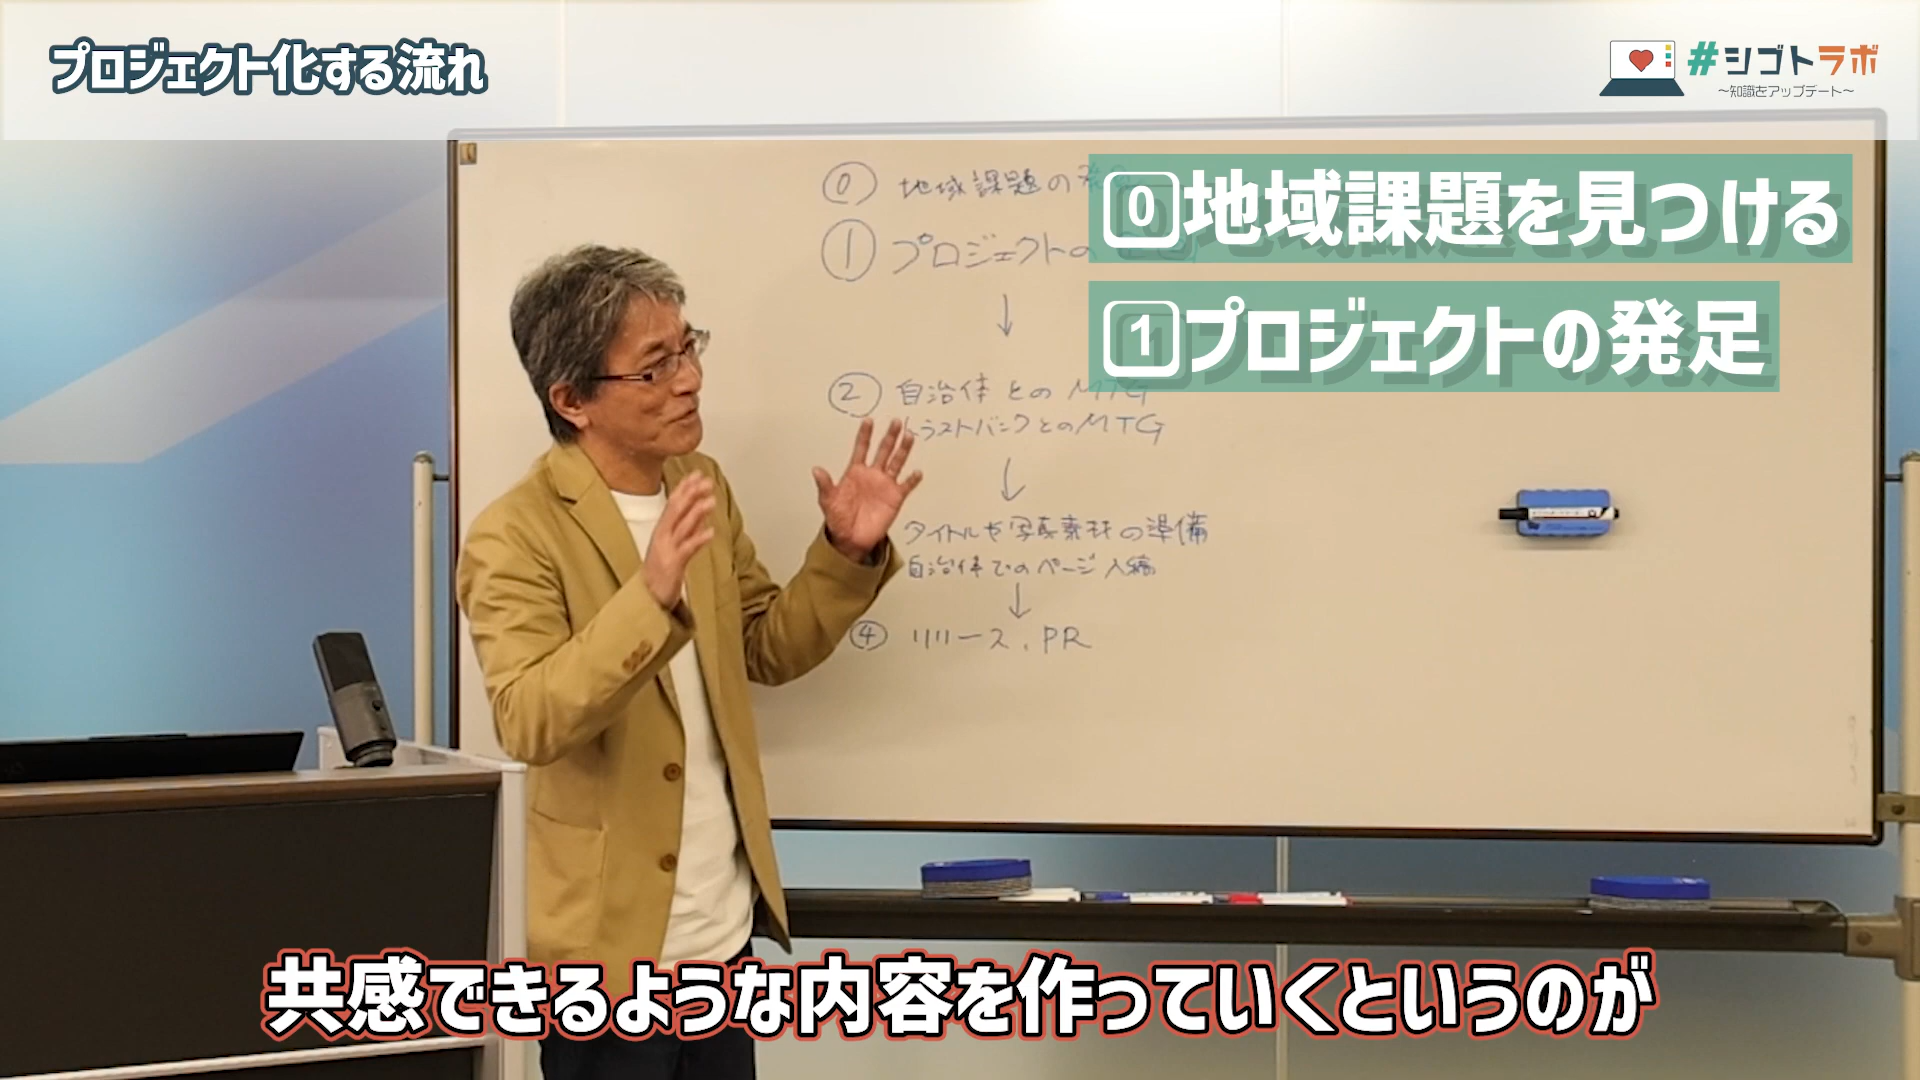 プロジェクト化する流れ
#シゴトラボ
〜知識をアップデート〜
0 地域課題を見つける
1 プロジェクトの発足
⓪ 地域課題の
① プロジェクトの
↓
② 自治体とのMTG
トラストバンクとのMTG
↓
タイトルや写真素材の準備
自治体でのページ入稿
↓
④ リリース、PR
共感できるような内容を作っていくというのが